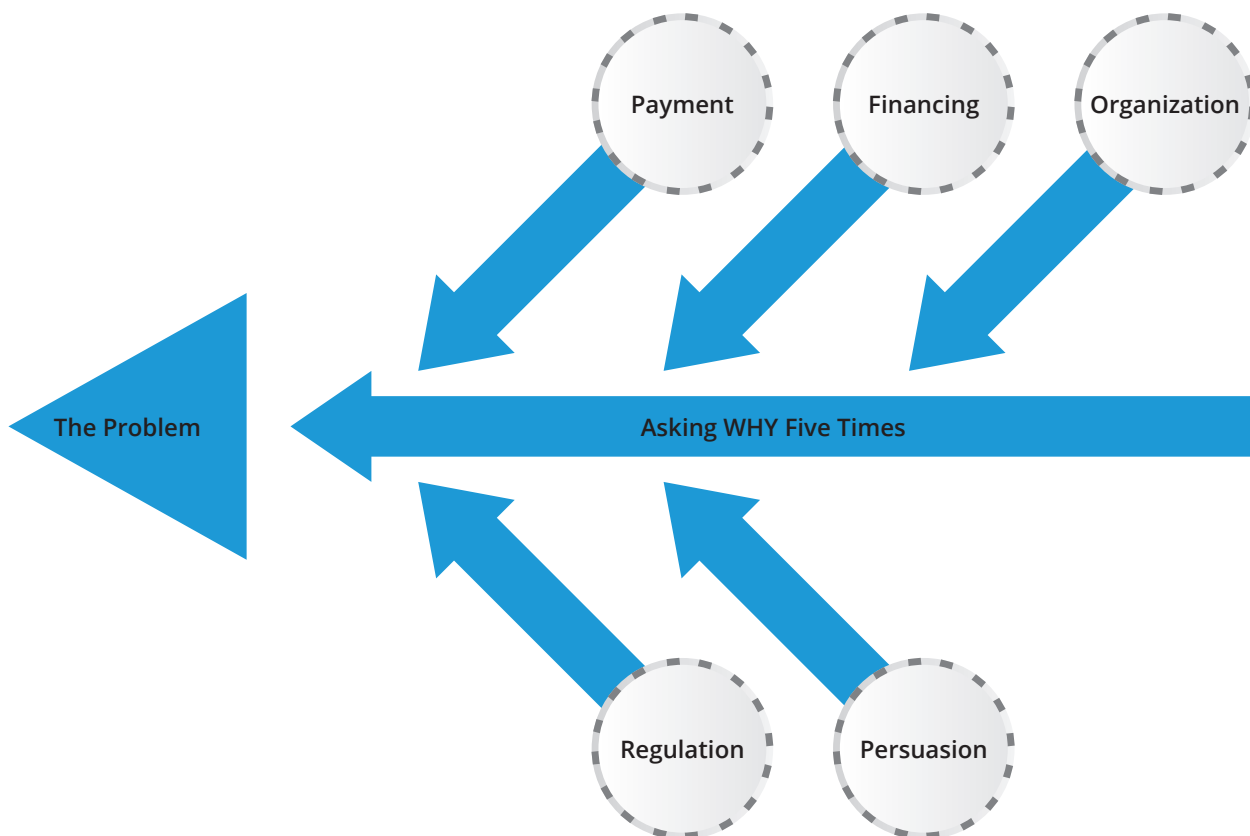 Payment
Financing
Organization
The Problem
Asking WHY Five Times
Regulation
Persuasion